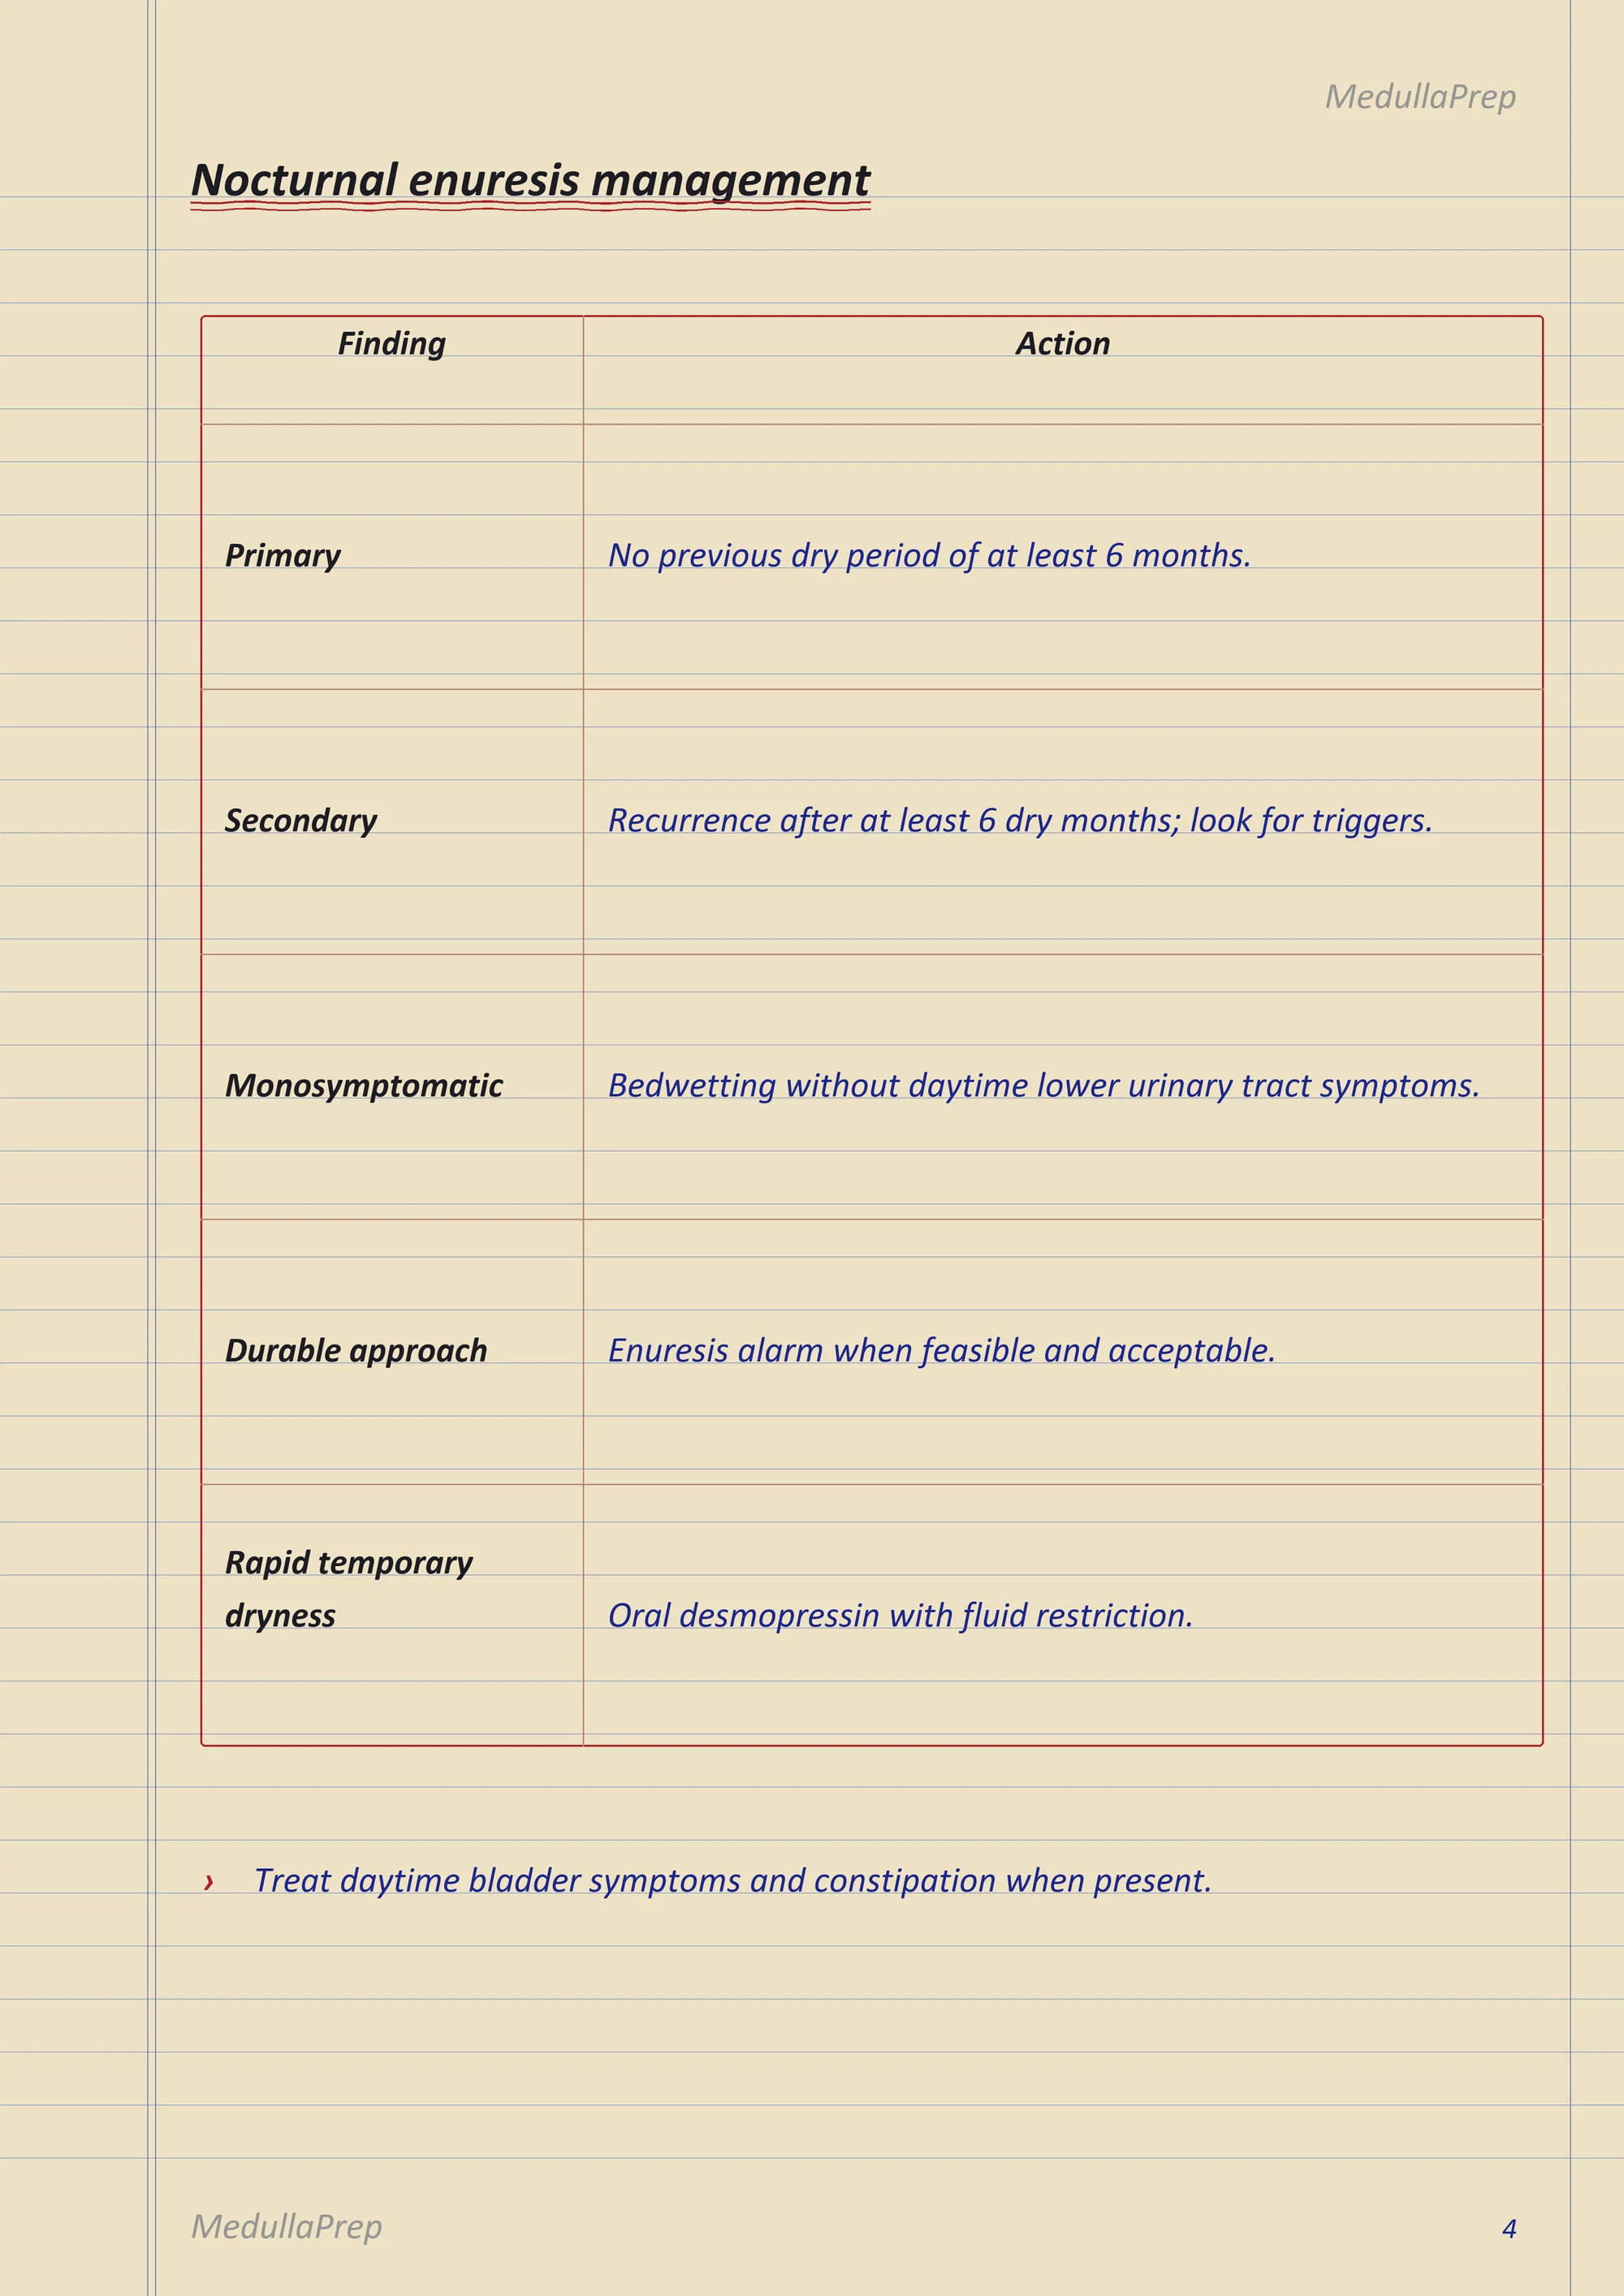 MedullaPrep
Nocturnal enuresis management
Finding Action
Primary No previous dry period of at least 6 months.
Secondary Recurrence after at least 6 dry months; look for triggers.
Monosymptomatic Bedwetting without daytime lower urinary tract symptoms.
Durable approach Enuresis alarm when feasible and acceptable.
Rapid temporary
dryness Oral desmopressin with fluid restriction.
› Treat daytime bladder symptoms and constipation when present.
MedullaPrep 4